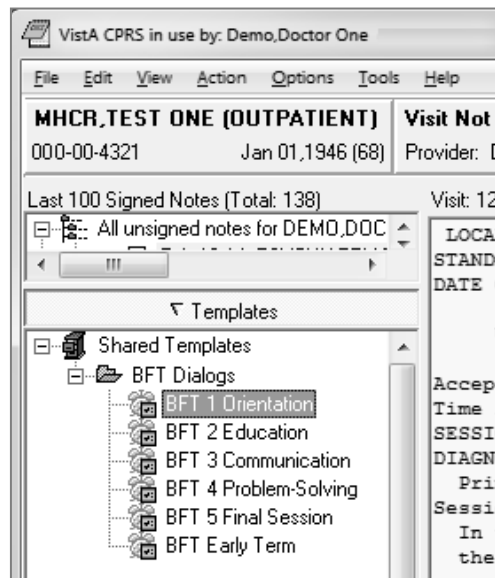 VistA CPRS in use by: Demo,Doctor One
File Edit View Action Options Tools Help
MHCR,TEST ONE (OUTPATIENT) Visit Not
000-00-4321 Jan 01,1946 (68) Provider:
Last 100 Signed Notes (Total: 138) Visit: 12
All unsigned notes for DEMO,DOC
LOCA
STAND
DATE
Templates
Shared Templates
BFT Dialogs
BFT 1 Orientation
BFT 2 Education
BFT 3 Communication
BFT 4 Problem-Solving
BFT 5 Final Session
BFT Early Term
Accep
Time
SESSI
DIAGN
Pri
Sessi
In
the